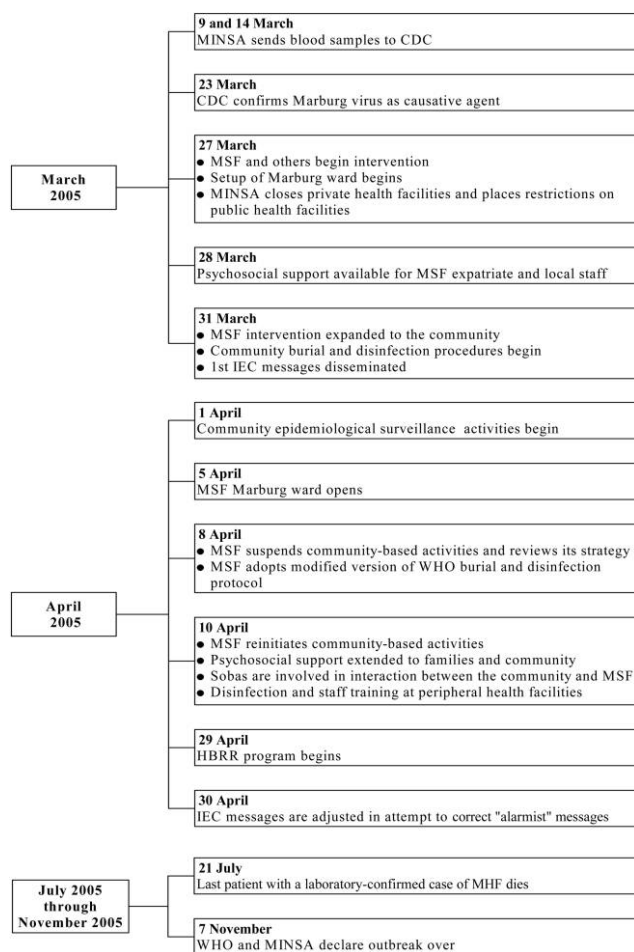 9 and 14 March
MINSA sends blood samples to CDC
23 March
CDC confirms Marburg virus as causative agent
March
2005
27 March
● MSF and others begin intervention
● Setup of Marburg ward begins
● MINSA closes private health facilities and places restrictions on
public health facilities
28 March
Psychosocial support available for MSF expatriate and local staff
31 March
● MSF intervention expanded to the community
● Community burial and disinfection procedures begin
● 1st IEC messages disseminated
1 April
Community epidemiological surveillance activities begin
5 April
MSF Marburg ward opens
8 April
● MSF suspends community-based activities and reviews its strategy
● MSF adopts modified version of WHO burial and disinfection
protocol
April
2005
10 April
● MSF reinitiates community-based activities
● Psychosocial support extended to families and community
● Sobas are involved in interaction between the community and MSF
● Disinfection and staff training at peripheral health facilities
29 April
HBRR program begins
30 April
IEC messages are adjusted in attempt to correct "alarmist" messages
July 2005
through
November 2005
21 July
Last patient with a laboratory-confirmed case of MHF dies
7 November
WHO and MINSA declare outbreak over